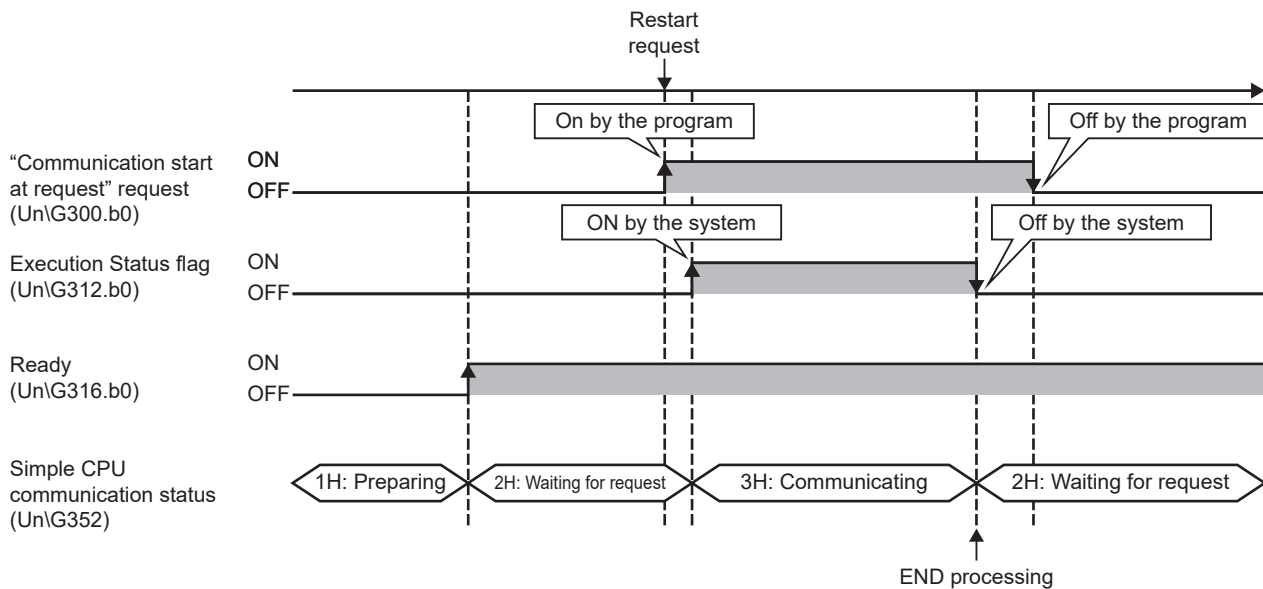 Restart
request
On by the program
Off by the program
“Communication start
at request” request
(Un\G300.b0)
ON
OFF
ON by the system
Off by the system
Execution Status flag
(Un\G312.b0)
ON
OFF
Ready
(Un\G316.b0)
ON
OFF
Simple CPU
communication status
(Un\G352)
1H: Preparing
2H: Waiting for request
3H: Communicating
2H: Waiting for request
END processing